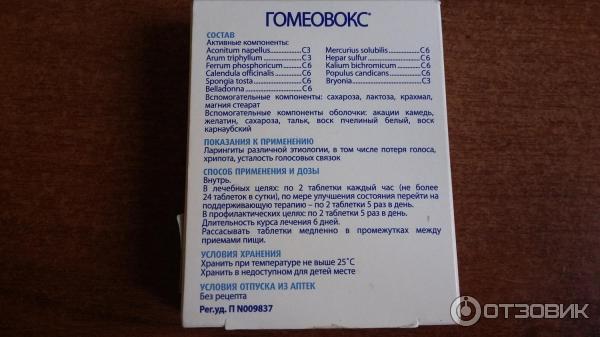 ГОМЕОВОКС®
СОСТАВ
Активные компоненты:
Aconitum napellus...............C3 Mercurius solubilis...............C6
Arum triphyllum...............C3 Hepar sulfur...............C6
Ferrum phosphoricum......C6 Kalium bichromicum.......C6
Calendula officinalis..........C6 Populus candicans..........C6
Spongia tosta...............C6 Bryonia...............C3
Belladonna...............C6
Вспомогательные компоненты: сахароза, лактоза, крахмал,
магния стеарат
Вспомогательные компоненты оболочки: акации камедь,
желатин, сахароза, тальк, воск пчелиный белый, воск
карнаубский
ПОКАЗАНИЯ К ПРИМЕНЕНИЮ
Ларингиты различной этиологии, в том числе потеря голоса,
хрипота, усталость голосовых связок
СПОСОБ ПРИМЕНЕНИЯ И ДОЗЫ
Внутрь.
В лечебных целях: по 2 таблетки каждый час (не более
24 таблеток в сутки), по мере улучшения состояния перейти на
поддерживающую терапию – по 2 таблетки 5 раз в день.
В профилактических целях: по 2 таблетки 5 раз в день.
Длительность курса лечения 6 дней.
Рассасывать таблетки медленно в промежутках между
приемами пищи.
УСЛОВИЯ ХРАНЕНИЯ
Хранить при температуре не выше 25˚С
Хранить в недоступном для детей месте
УСЛОВИЯ ОТПУСКА ИЗ АПТЕК
Без рецепта
Рег.уд. П N009837
ОТЗОВИК